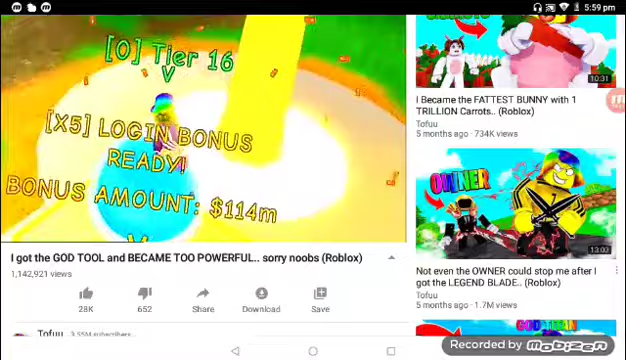 5:59 pm
[0] Tier 16
V
[X5] LOGIN BONUS
READY!
BONUS AMOUNT: $114m
I got the GOD TOOL and BECAME TOO POWERFUL.. sorry noobs (Roblox)
1,142,921 views
28K
652
Share
Download
Save
Tofuu
10:31
I Became the FATTEST BUNNY with 1
TRILLION Carrots.. (Roblox)
Tofuu
5 months ago · 734K views
OWNER
13:02
Not even the OWNER could stop me after I
got the LEGEND BLADE.. (Roblox)
Tofuu
5 months ago · 1.7M views
Recorded by
mobizen